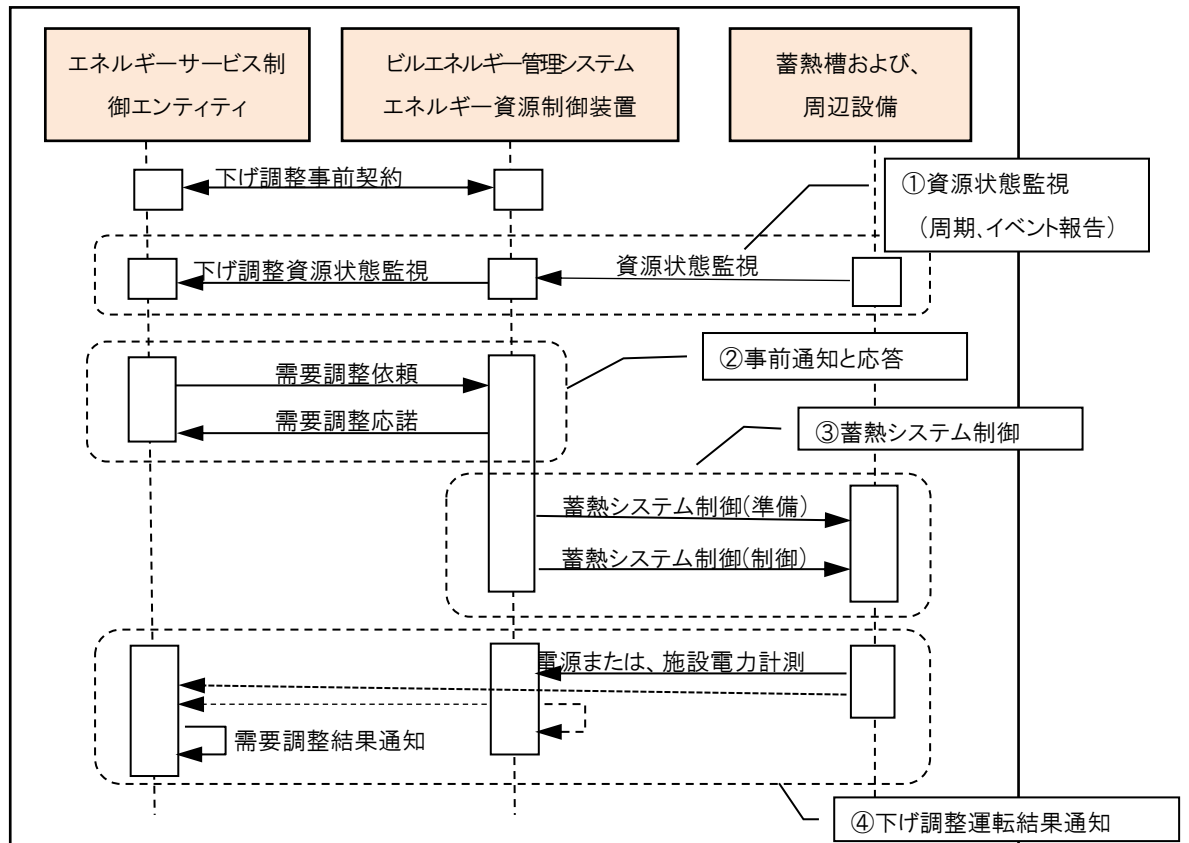 エネルギーサービス制
御エンティティ
ビルエネルギー管理システム
エネルギー資源制御装置
蓄熱槽および、
周辺設備
下げ調整事前契約
①資源状態監視
（周期、イベント報告）
下げ調整資源状態監視
資源状態監視
②事前通知と応答
需要調整依頼
需要調整応諾
③蓄熱システム制御
蓄熱システム制御(準備)
蓄熱システム制御(制御)
電源または、施設電力計測
需要調整結果通知
④下げ調整運転結果通知